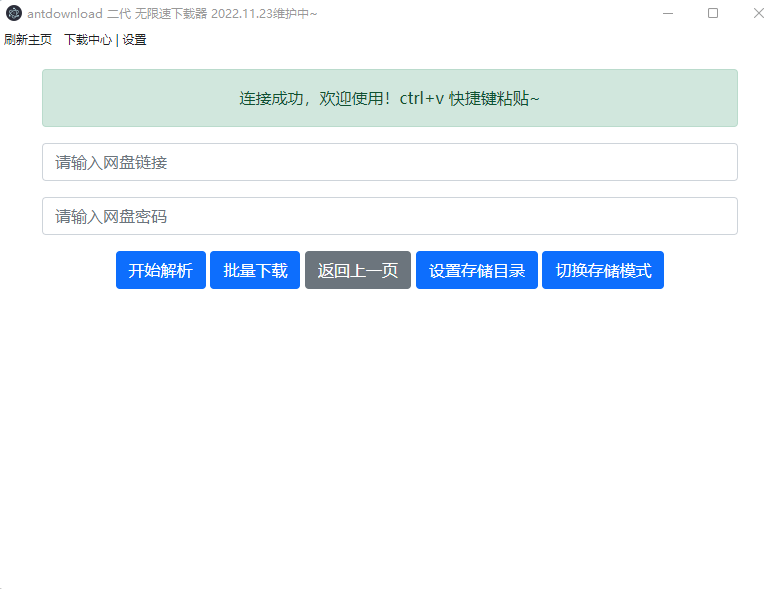 antdownload 二代 无限速下载器 2022.11.23维护中~
刷新主页 下载中心 | 设置
连接成功，欢迎使用！ctrl+v 快捷键粘贴~
请输入网盘链接
请输入网盘密码
开始解析 批量下载 返回上一页 设置存储目录 切换存储模式